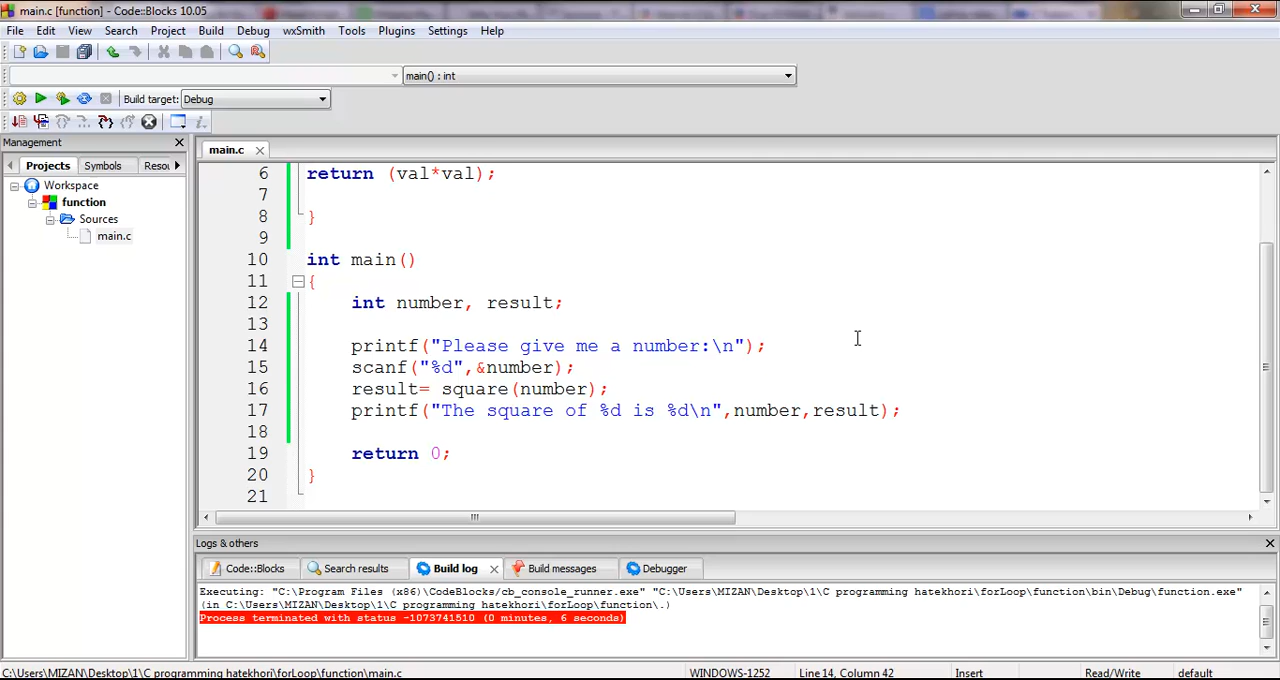 main.c [function] - Code::Blocks 10.05
File Edit View Search Project Build Debug wxSmith Tools Plugins Settings Help
main() : int
Build target: Debug
Management
main.c
Projects Symbols Resou
Workspace
function
Sources
main.c
6 return (val*val);
7
8 }
9
10 int main()
11 {
12 int number, result;
13
14 printf("Please give me a number:\n");
15 scanf("%d",&number);
16 result= square(number);
17 printf("The square of %d is %d\n",number,result);
18
19 return 0;
20 }
21
Logs & others
Code::Blocks Search results Build log Build messages Debugger
Executing: "C:\Program Files (x86)\CodeBlocks/cb_console_runner.exe" "C:\Users\MIZAN\Desktop\1\C programming hatekhori\forLoop\function\bin\Debug\function.exe"
(in C:\Users\MIZAN\Desktop\1\C programming hatekhori\forLoop\function\.)
Process terminated with status -1073741510 (0 minutes, 6 seconds)
C:\Users\MIZAN\Desktop\1\C programming hatekhori\forLoop\function\main.c WINDOWS-1252 Line 14, Column 42 Insert Read/Write default